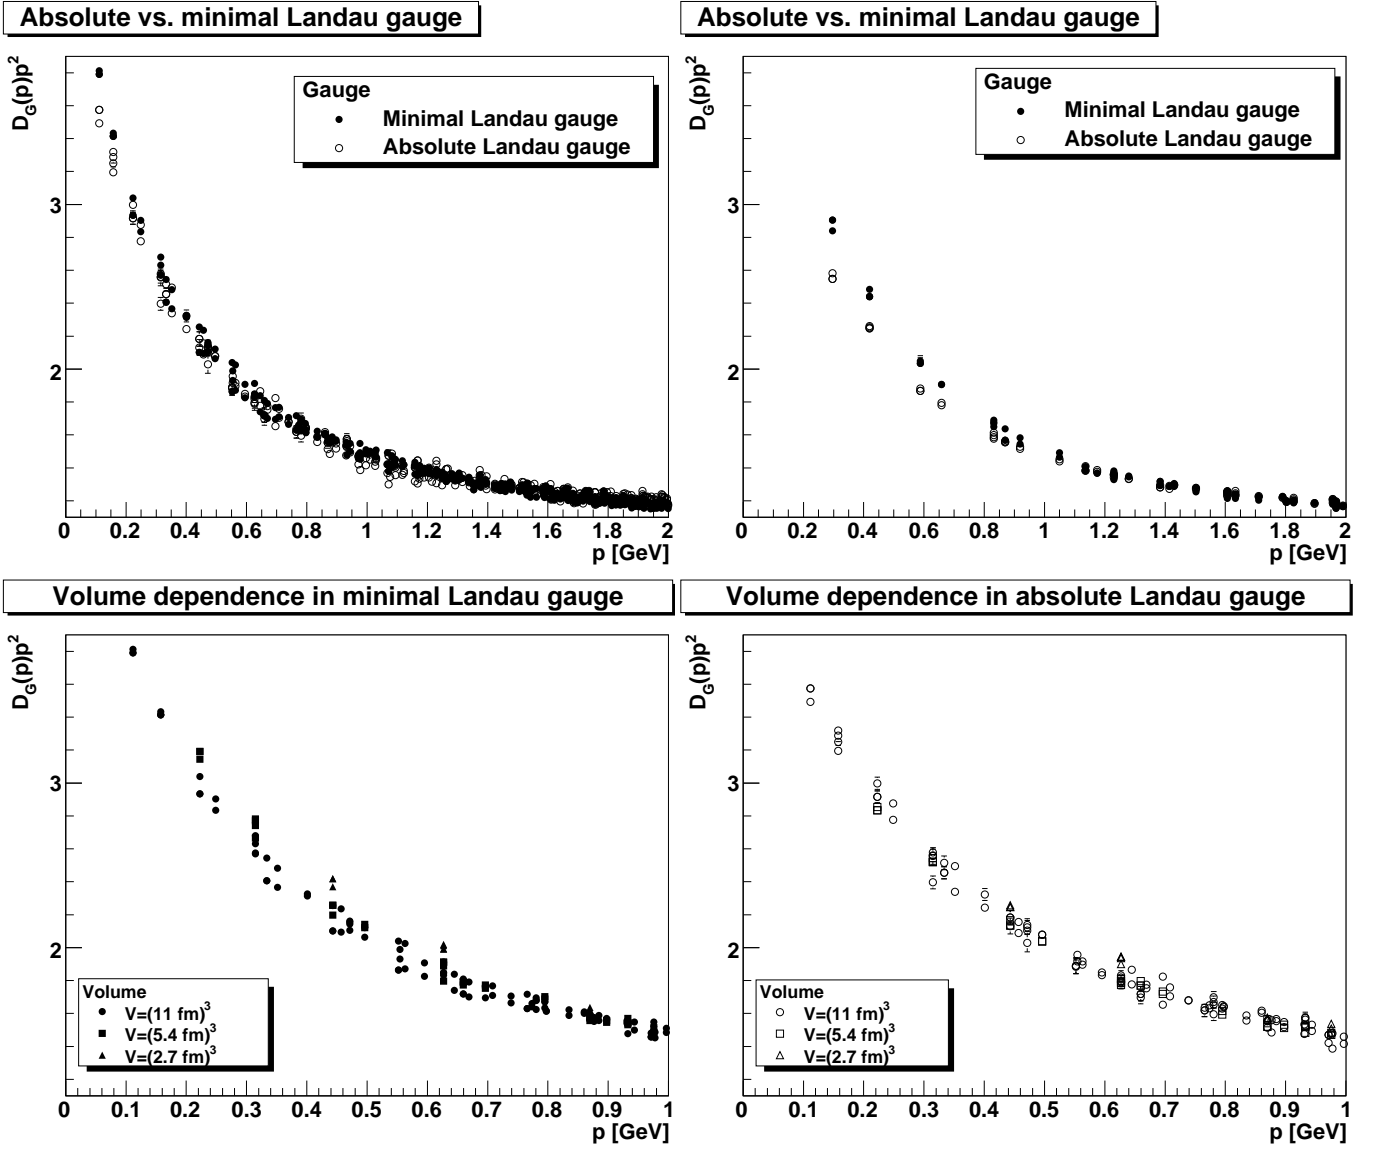 Absolute vs. minimal Landau gauge
D_G(p)p^2
Gauge
Minimal Landau gauge
Absolute Landau gauge
3
2
0 0.2 0.4 0.6 0.8 1 1.2 1.4 1.6 1.8 2
p [GeV]
Absolute vs. minimal Landau gauge
D_G(p)p^2
Gauge
Minimal Landau gauge
Absolute Landau gauge
3
2
0 0.2 0.4 0.6 0.8 1 1.2 1.4 1.6 1.8 2
p [GeV]
Volume dependence in minimal Landau gauge
D_G(p)p^2
3
2
Volume
V=(11 fm)^3
V=(5.4 fm)^3
V=(2.7 fm)^3
0 0.1 0.2 0.3 0.4 0.5 0.6 0.7 0.8 0.9 1
p [GeV]
Volume dependence in absolute Landau gauge
D_G(p)p^2
3
2
Volume
V=(11 fm)^3
V=(5.4 fm)^3
V=(2.7 fm)^3
0 0.1 0.2 0.3 0.4 0.5 0.6 0.7 0.8 0.9 1
p [GeV]